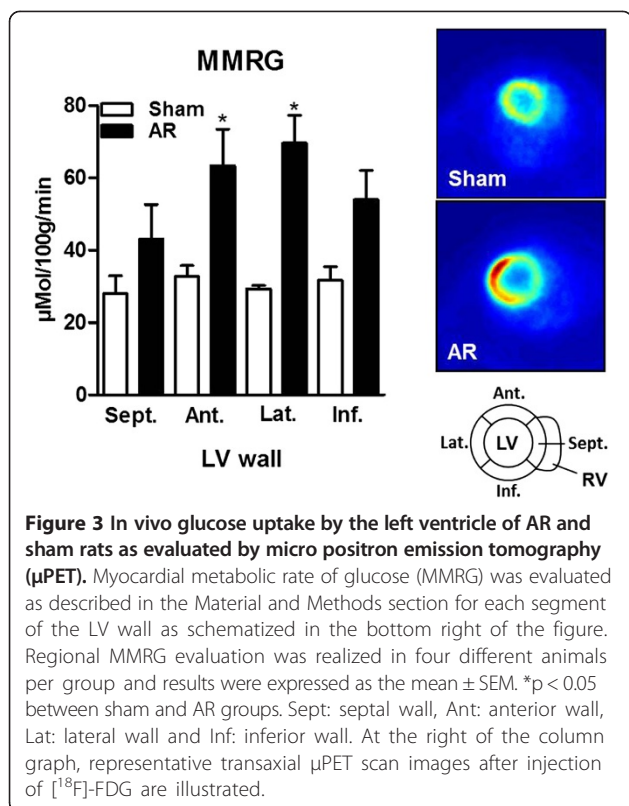 MMRG
Sham
AR
* *
80
60
40
20
0
µMol/100g/min
Sept. Ant. Lat. Inf.
LV wall
Sham
AR
Ant.
Lat. LV Sept.
RV
Inf.
Figure 3 In vivo glucose uptake by the left ventricle of AR and
sham rats as evaluated by micro positron emission tomography
(µPET). Myocardial metabolic rate of glucose (MMRG) was evaluated
as described in the Material and Methods section for each segment
of the LV wall as schematized in the bottom right of the figure.
Regional MMRG evaluation was realized in four different animals
per group and results were expressed as the mean ± SEM. *p < 0.05
between sham and AR groups. Sept: septal wall, Ant: anterior wall,
Lat: lateral wall and Inf: inferior wall. At the right of the column
graph, representative transaxial µPET scan images after injection
of [¹⁸F]-FDG are illustrated.